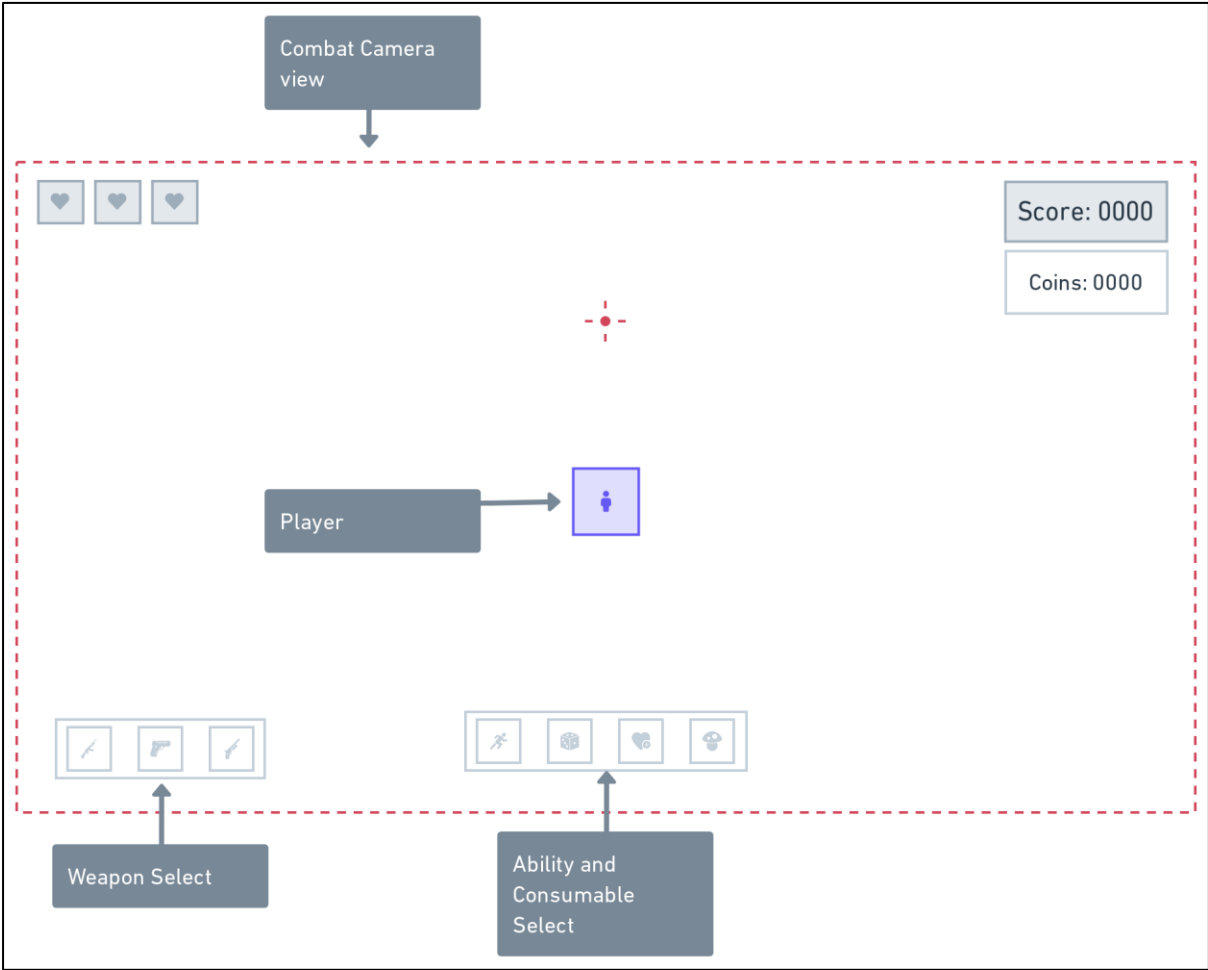 Combat Camera
view
Score: 0000
Coins: 0000
Player
Weapon Select
Ability and
Consumable
Select